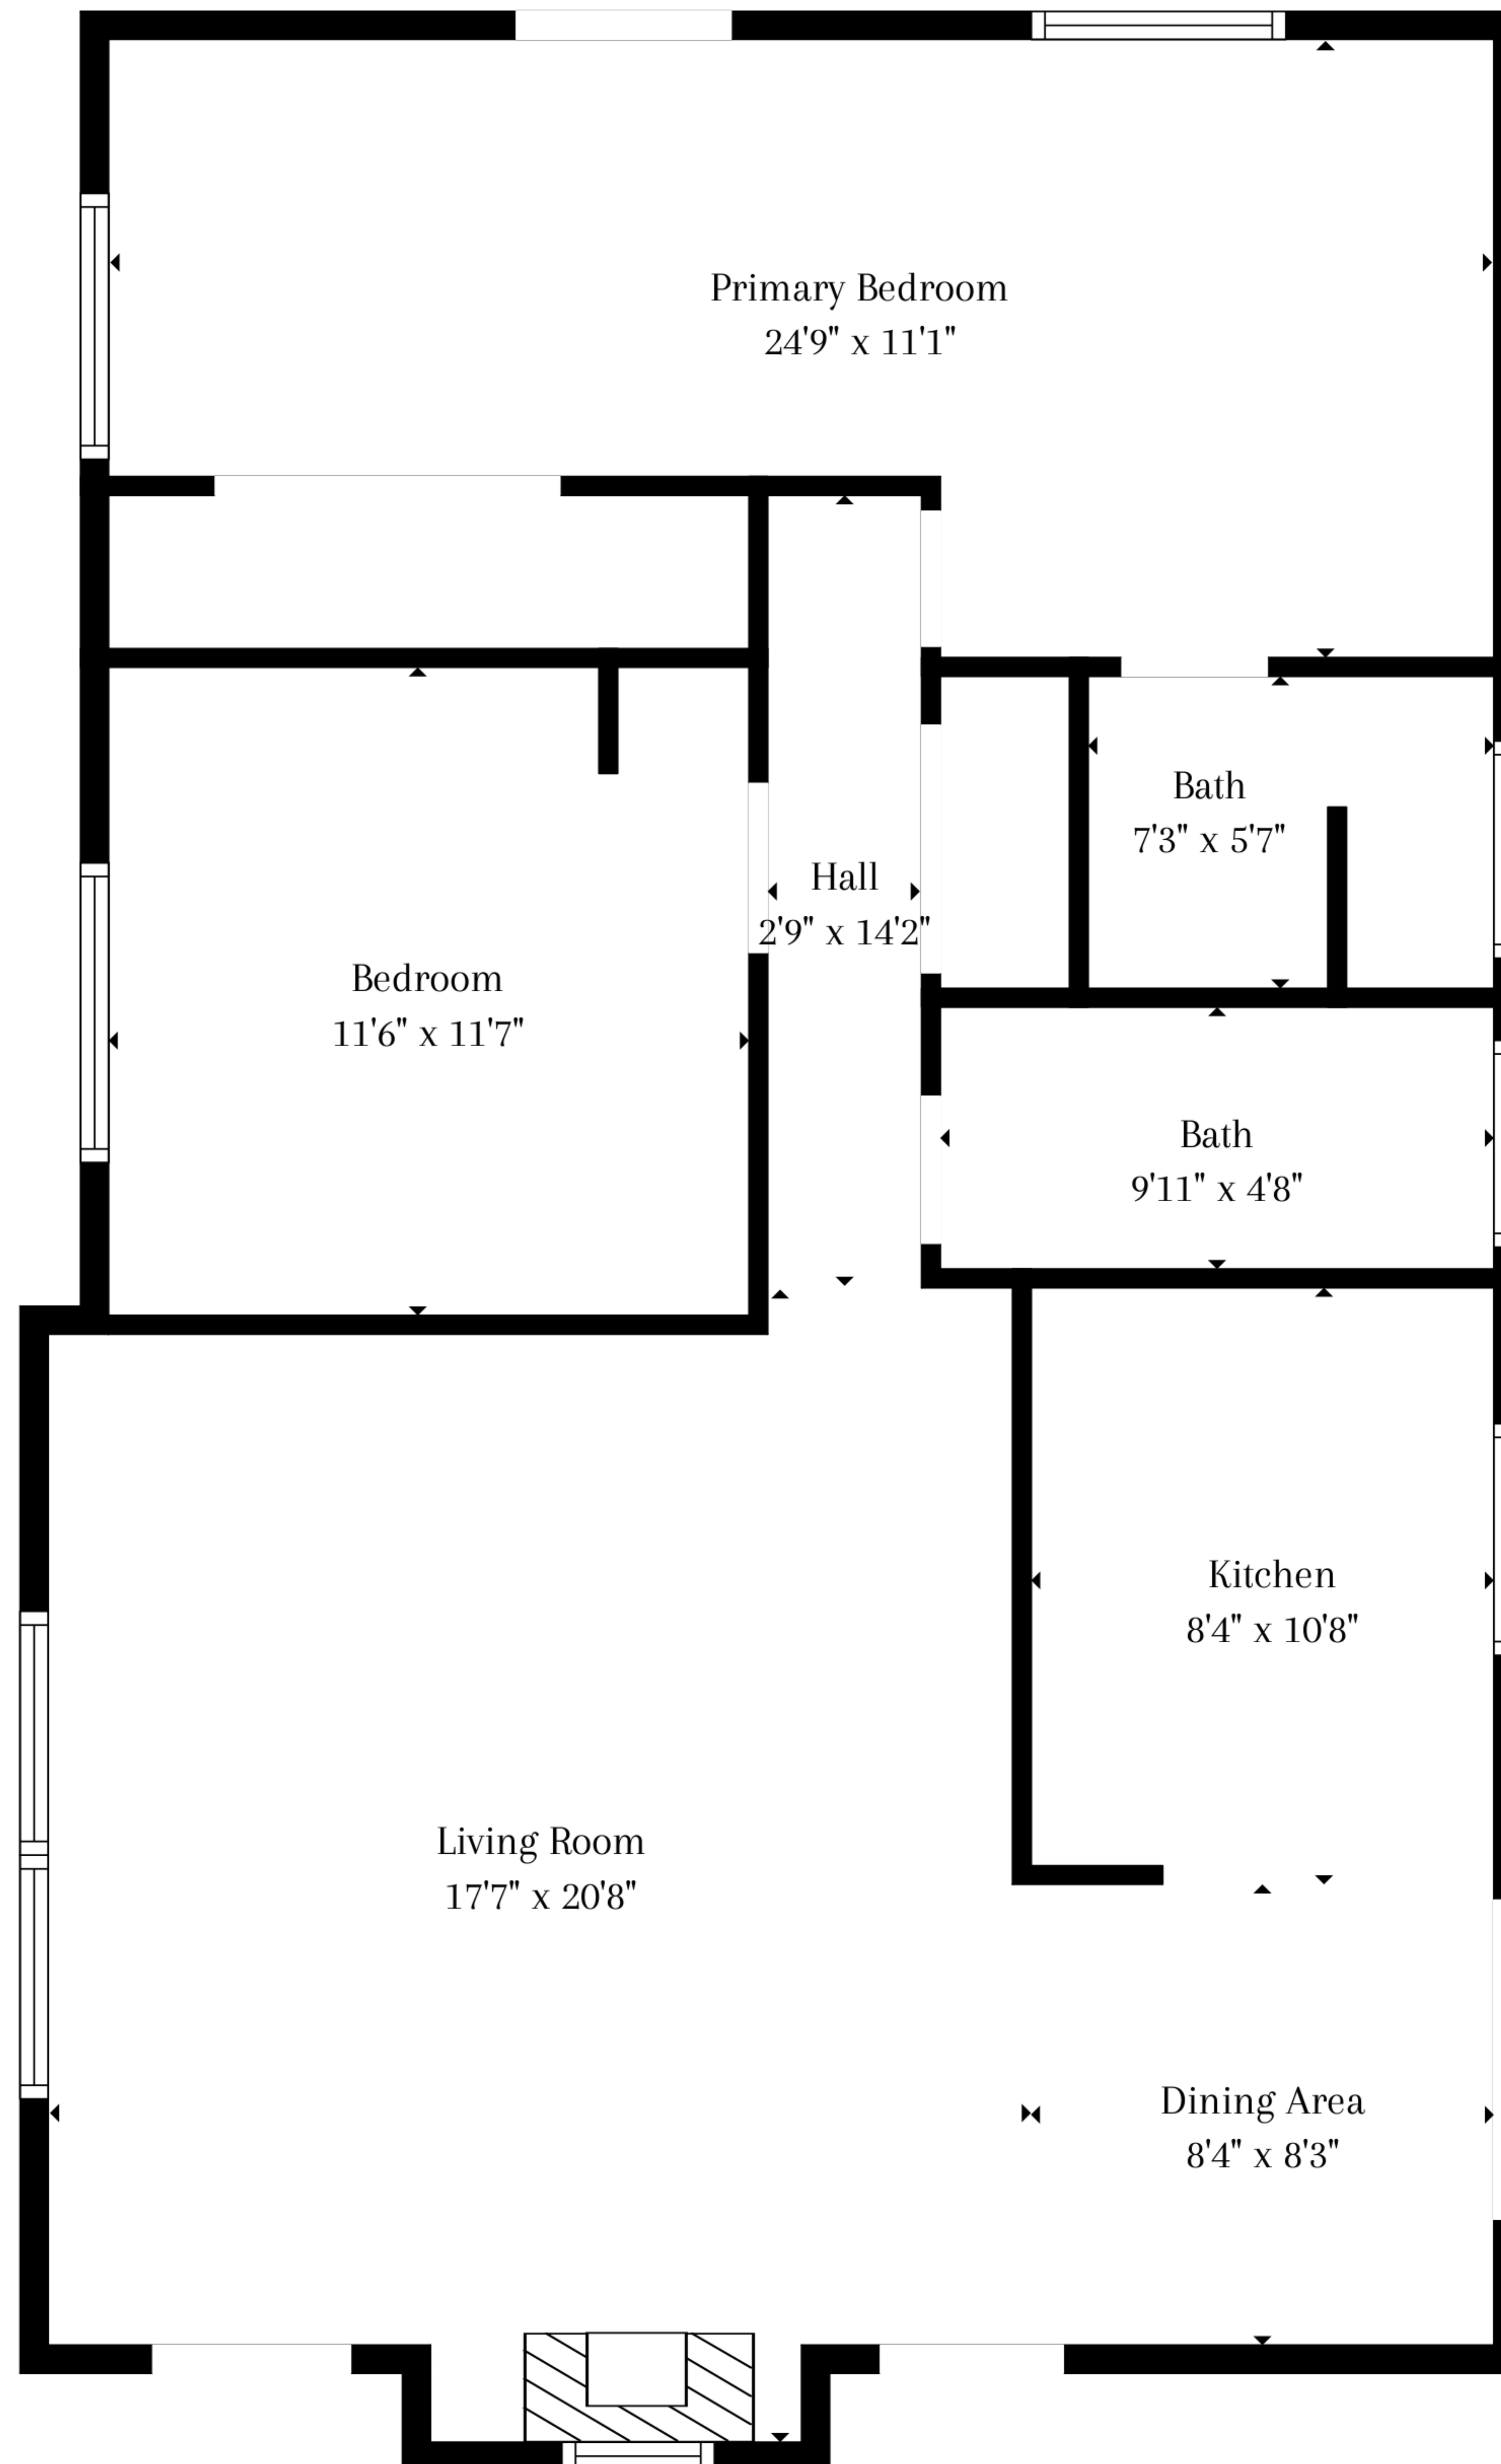 Primary Bedroom
24'9" x 11'1"
Bath
7'3" x 5'7"
Hall
2'9" x 14'2"
Bedroom
11'6" x 11'7"
Bath
9'11" x 4'8"
Kitchen
8'4" x 10'8"
Living Room
17'7" x 20'8"
Dining Area
8'4" x 8'3"